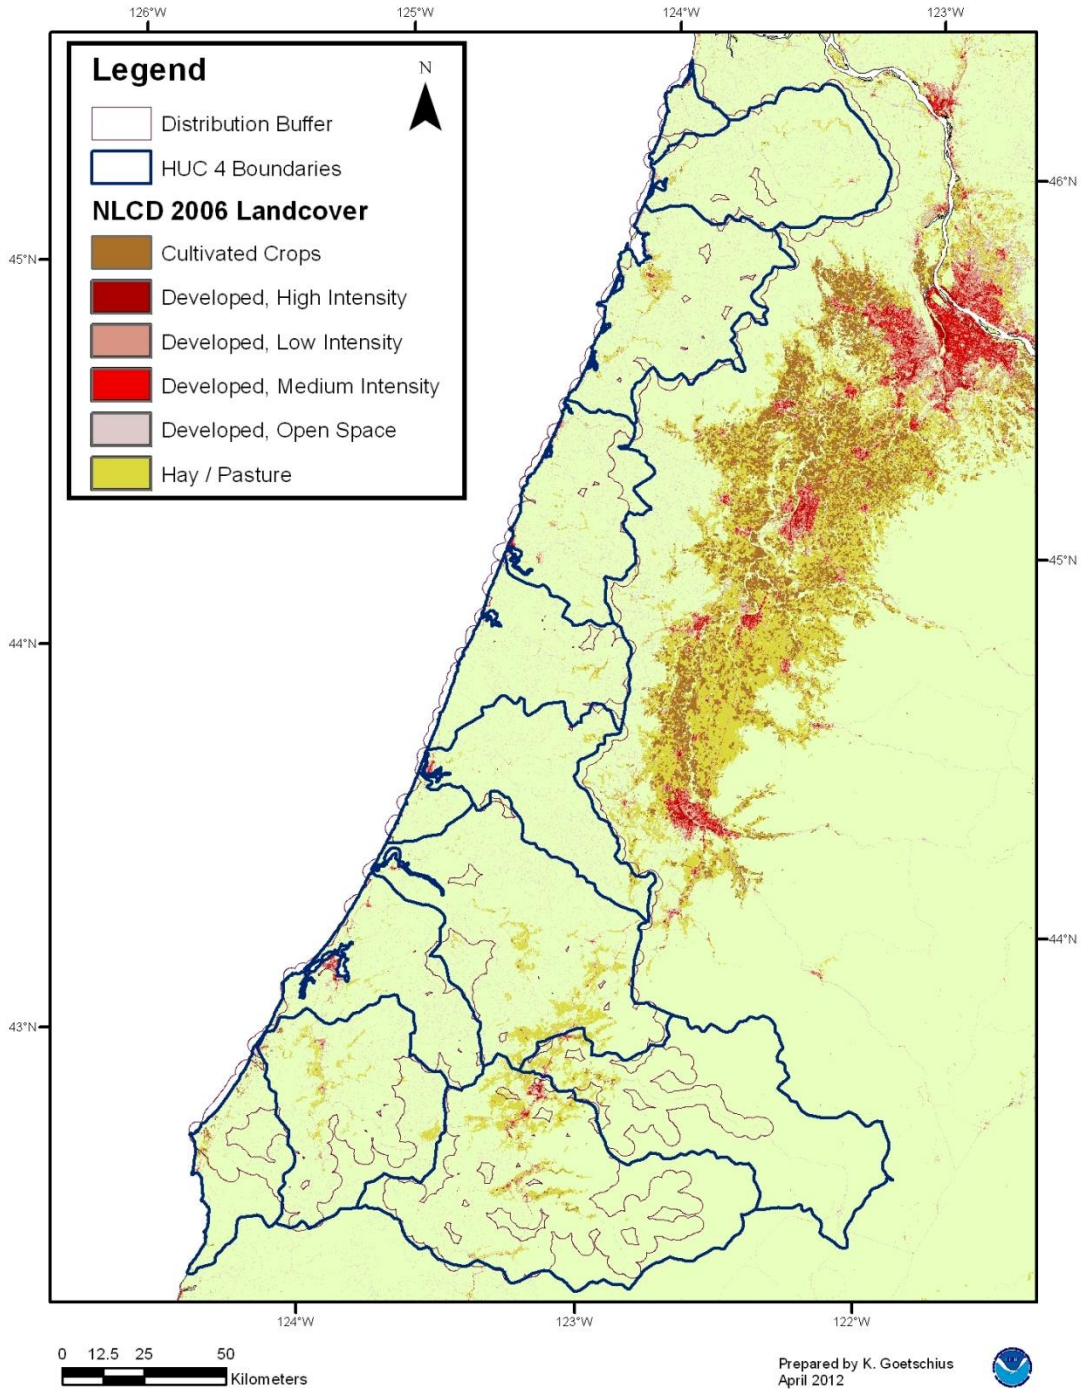 126°W 125°W 124°W 123°W
Legend
N
Distribution Buffer
HUC 4 Boundaries
NLCD 2006 Landcover
Cultivated Crops
Developed, High Intensity
Developed, Low Intensity
Developed, Medium Intensity
Developed, Open Space
Hay / Pasture
46°N
45°N
45°N
44°N
44°N
43°N
124°W 123°W 122°W
0 12.5 25 50
Kilometers
Prepared by K. Goetschius
April 2012